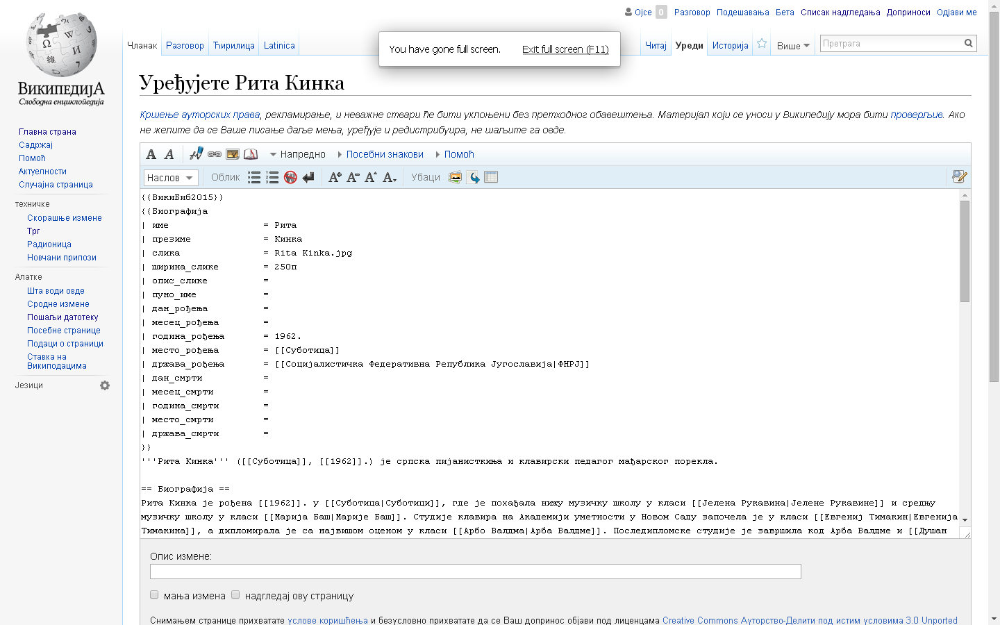 Ојсе 0 Разговор Подешавања Бета Списак надгледања Доприноси Одјави ме
Чланак Разговор Ћирилица Latinica
You have gone full screen. Exit full screen (F11)
Читај Уреди Историја Више Претрага
ВикипедијА
Слободна енциклопедија
Главна страна
Садржај
Помоћ
Актуелности
Случајна страница
техничке
Скорашње измене
Трг
Радионица
Новчани прилози
Алатке
Шта води овде
Сродне измене
Пошаљи датотеку
Посебне странице
Подаци о страници
Ставка на
Википодацима
Језици
Уређујете Рита Кинка
Кршење ауторских права, рекламирање, и неважне ствари ће бити уклоњени без претходног обавештења. Материјал који се уноси у Википедију мора бити проверљив. Ако
не желите да се Ваше писање даље мења, уређује и редистрибуира, не шаљите га овде.
A A Напредно Посебни знакови Помоћ
Наслов Облик Убаци
{{ВикиБиб2015}}
{{Биографија
| име = Рита
| презиме = Кинка
| слика = Rita Kinka.jpg
| ширина_слике = 250п
| опис_слике =
| пуно_име =
| дан_рођења =
| месец_рођења =
| година_рођења = 1962.
| место_рођења = [[Суботица]]
| држава_рођења = [[Социјалистичка Федеративна Република Југославија|ФНРЈ]]
| дан_смрти =
| месец_смрти =
| година_смрти =
| место_смрти =
| држава_смрти =
}}
'''Рита Кинка''' ([[Суботица]], [[1962]].) је српска пијанисткиња и клавирски педагог мађарског порекла.
== Биографија ==
Рита Кинка је рођена [[1962]]. у [[Суботица|Суботици]], где је похађала нижу музичку школу у класи [[Јелена Рукавина|Јелене Рукавине]] и средњу
музичку школу у класи [[Марија Баш|Марије Баш]]. Студије клавира на Академији уметности у Новом Саду започела је у класи [[Евгениј Тимакин|Евгенија
Тимакина]], а дипломирала је са највишом оценом у класи [[Арбо Валдма|Арба Валдме]]. Последипломске студије је завршила код Арба Валдме и [[Душан
Опис измене:
мања измена надгледај ову страницу
Снимањем странице прихватате услове коришћења и безусловно прихватате да се Ваш допринос објави под лиценцама Creative Commons Ауторство-Делити под истим условима 3.0 Unported